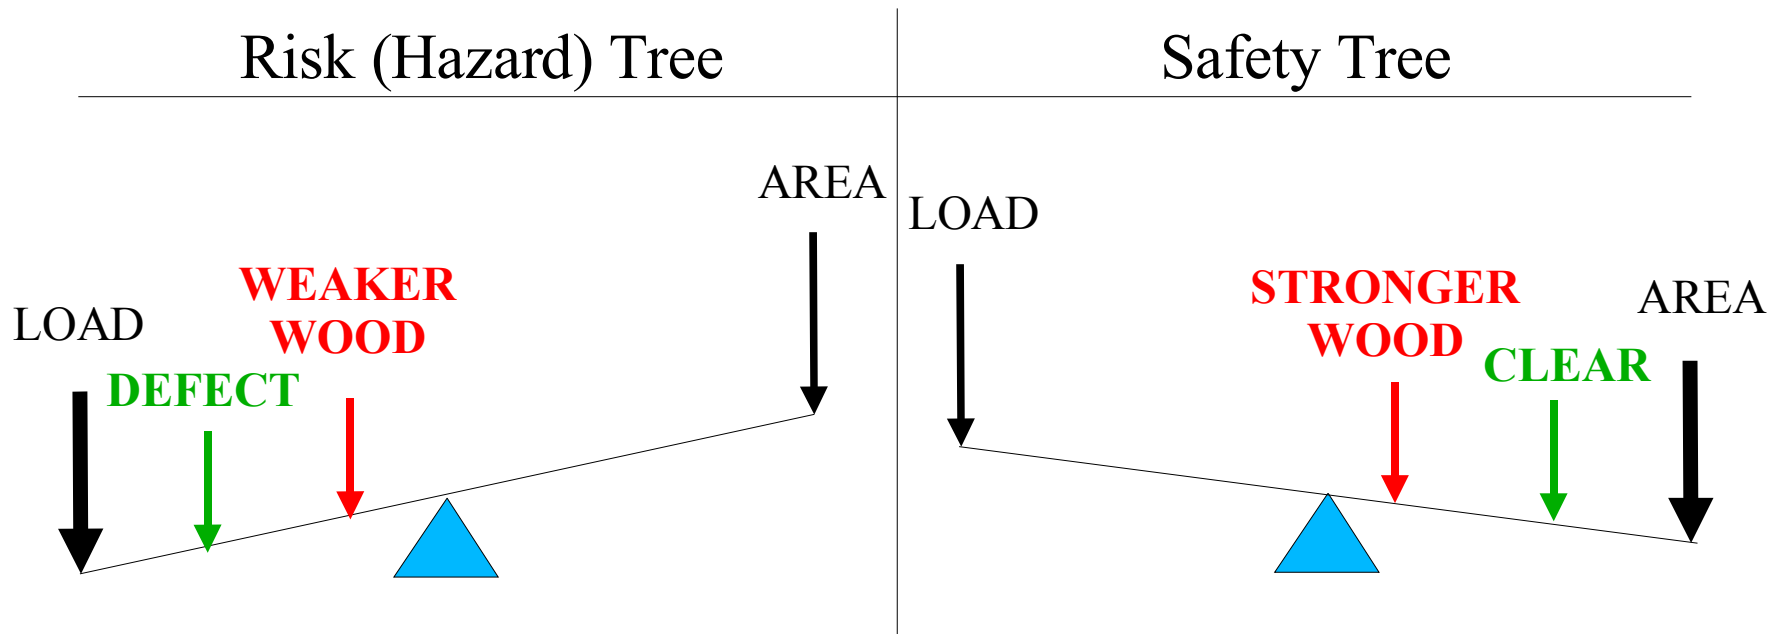 Risk (Hazard) Tree
Safety Tree
AREA
LOAD
WEAKER
WOOD
LOAD
DEFECT
STRONGER
WOOD
AREA
CLEAR